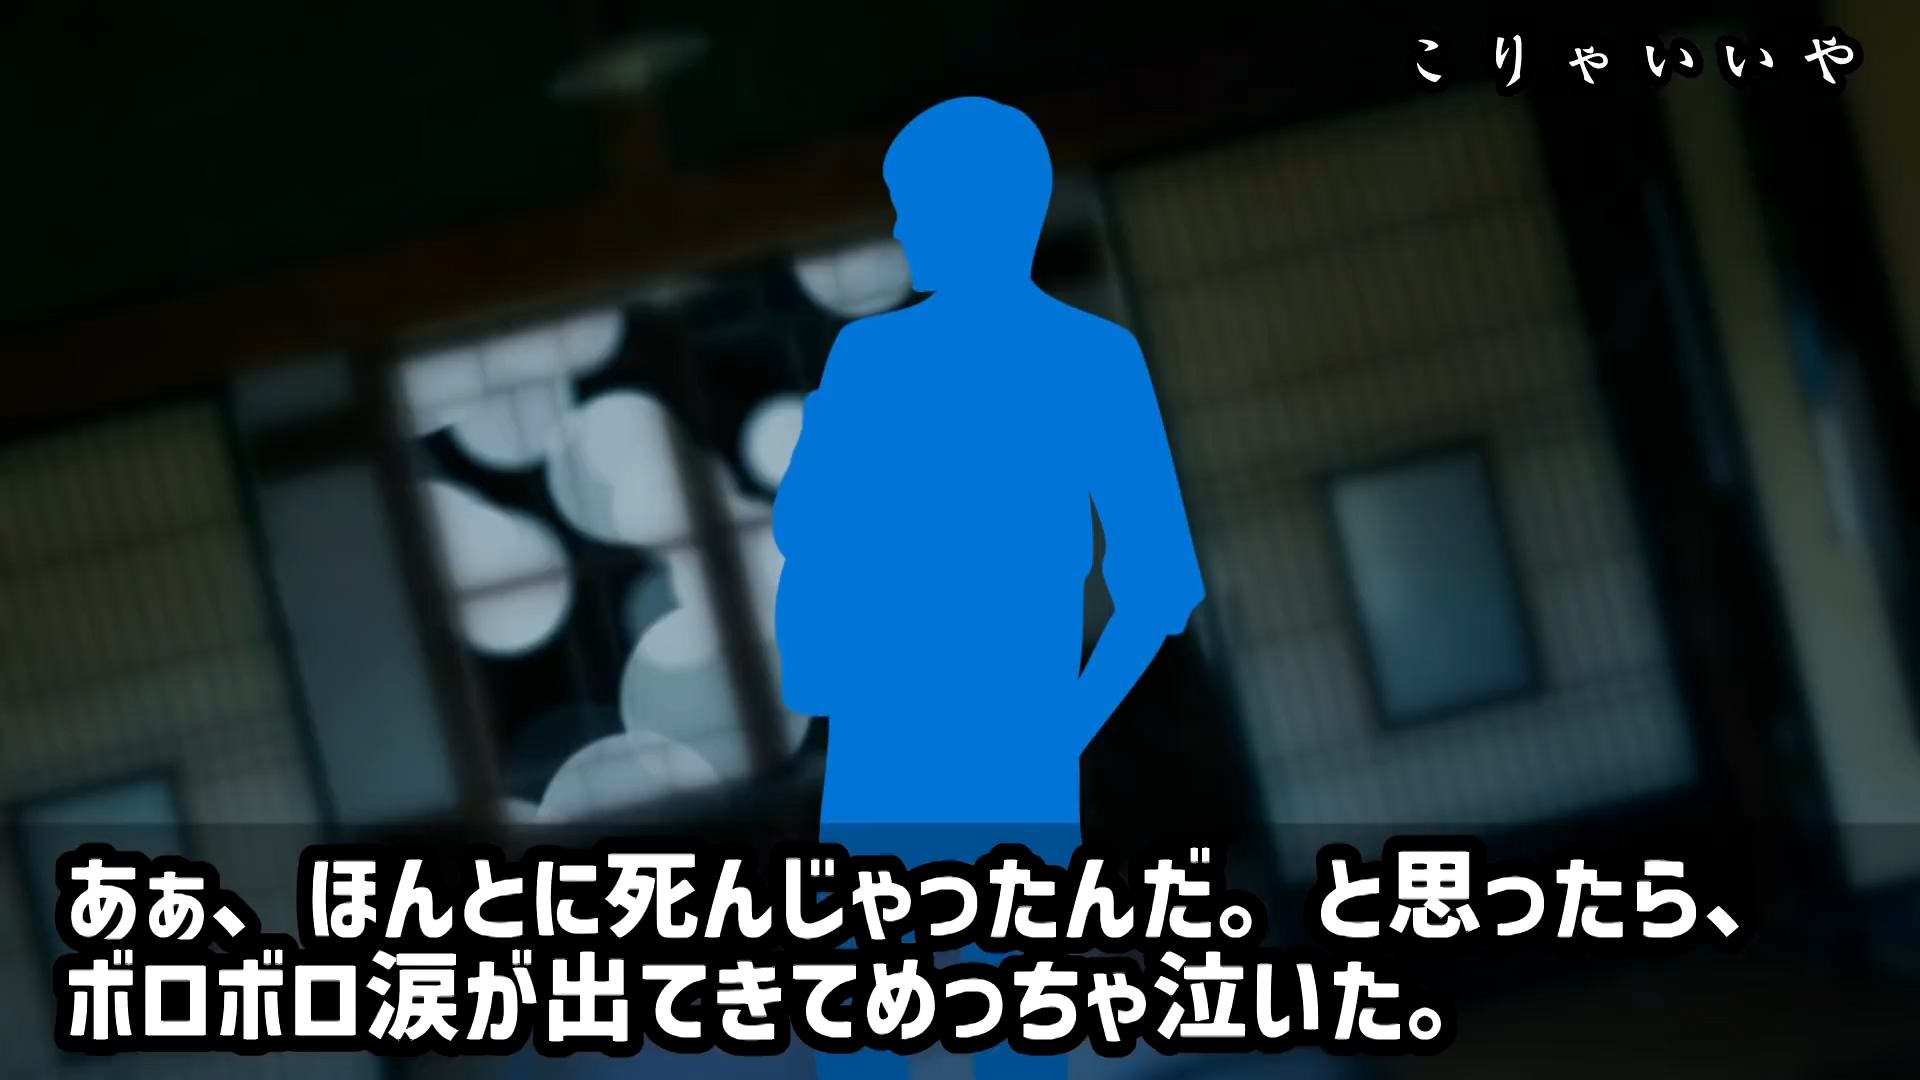 こりゃいいや
あぁ、ほんとに死んじゃったんだ。と思ったら、
ボロボロ涙が出てきてめっちゃ泣いた。